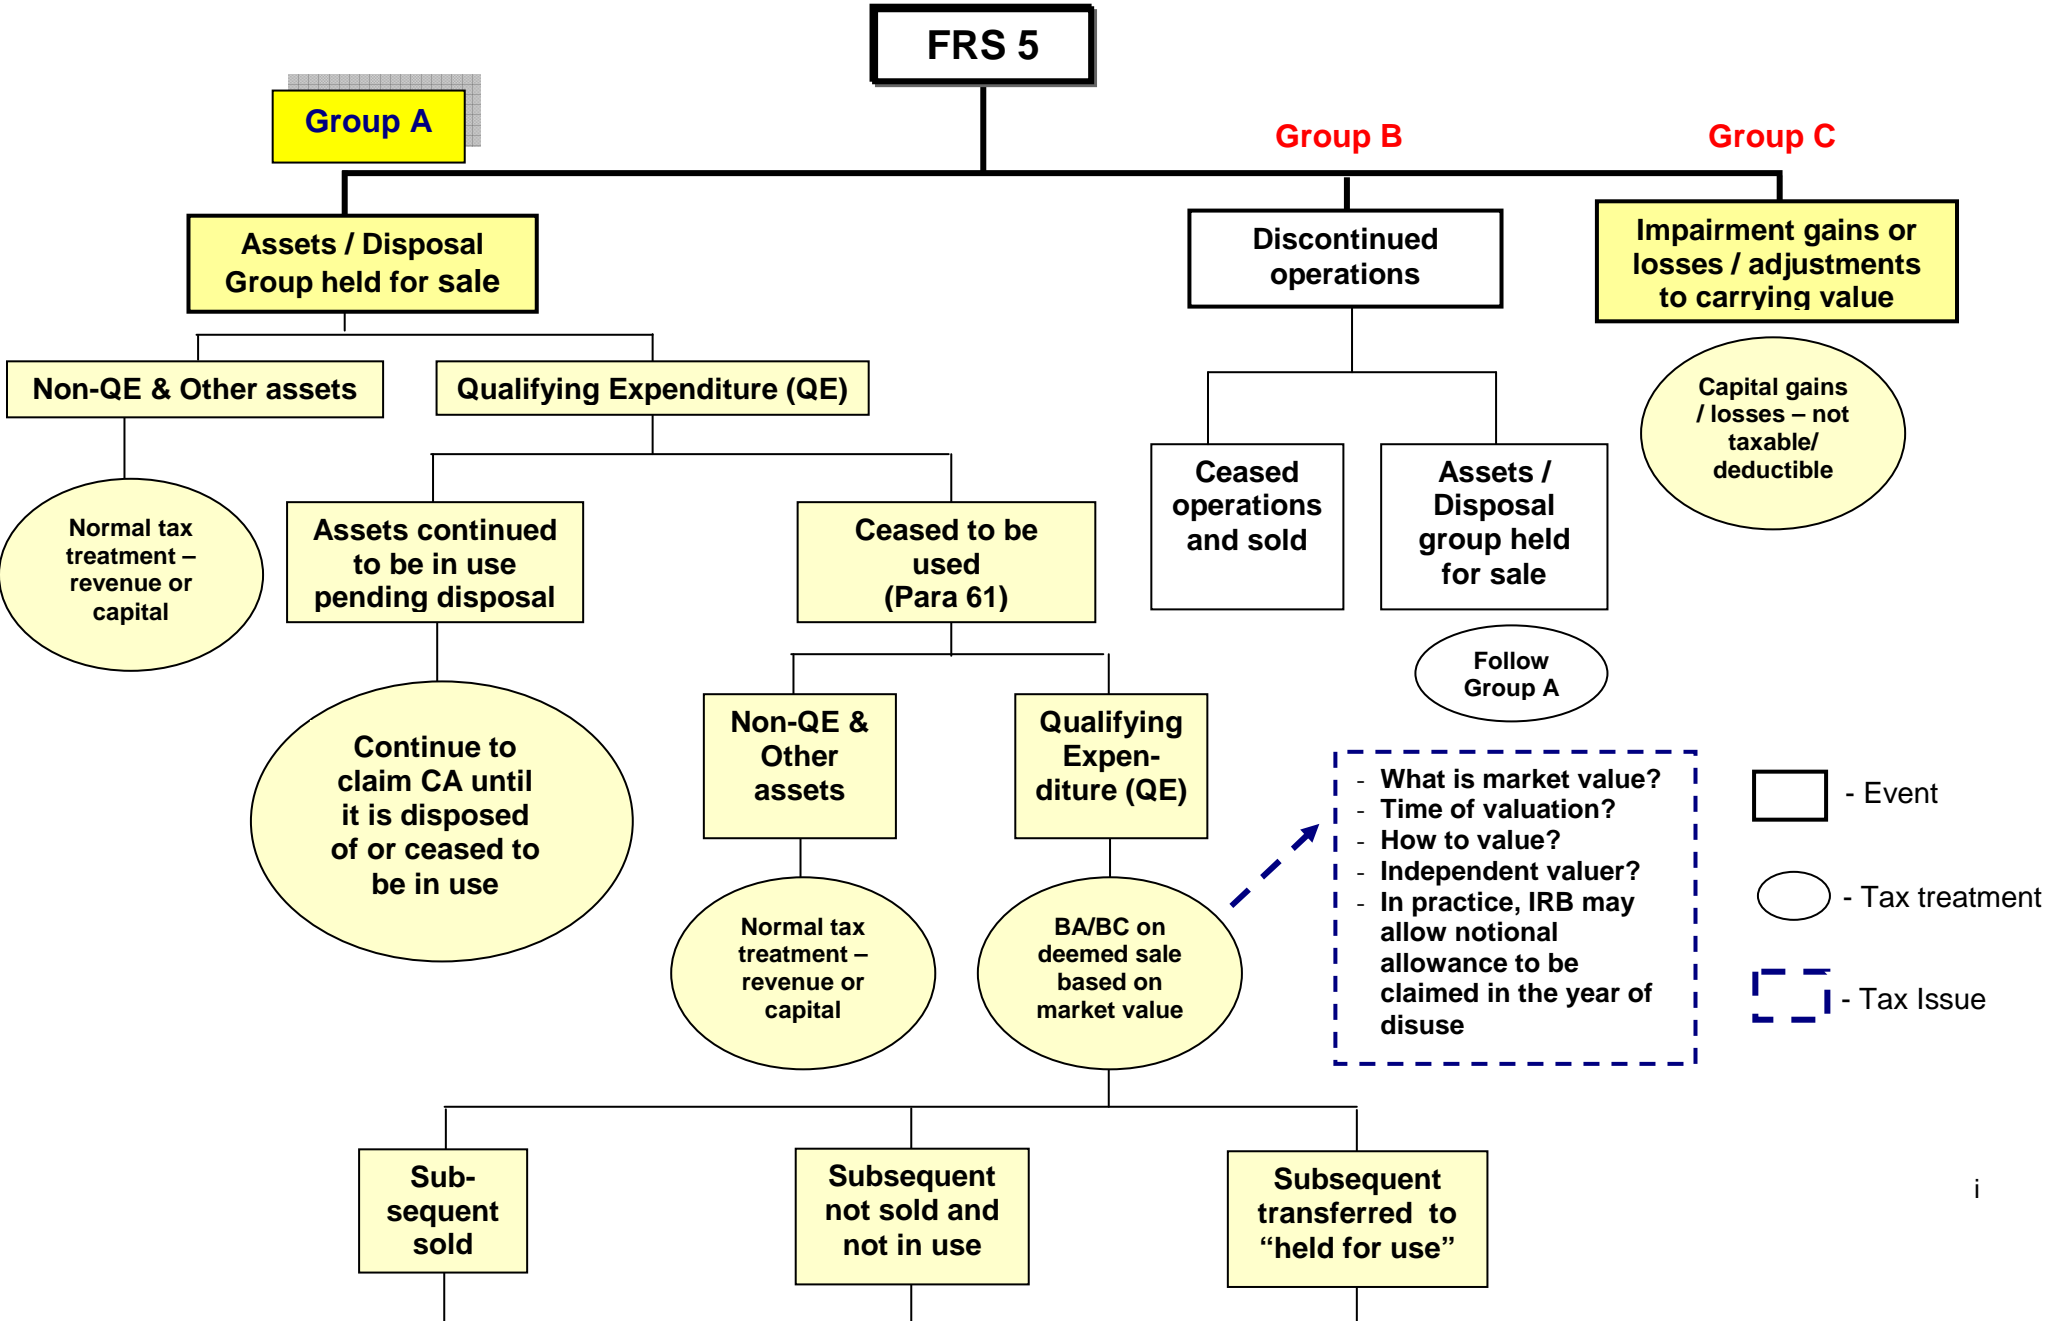 FRS 5
Group A
Group B
Group C
Assets / Disposal
Group held for sale
Discontinued
operations
Impairment gains or
losses / adjustments
to carrying value
Non-QE & Other assets
Qualifying Expenditure (QE)
Capital gains
/ losses – not
taxable/
deductible
Normal tax
treatment –
revenue or
capital
Assets continued
to be in use
pending disposal
Ceased to be
used
(Para 61)
Ceased
operations
and sold
Assets /
Disposal
group held
for sale
Follow
Group A
Continue to
claim CA until
it is disposed
of or ceased to
be in use
Non-QE &
Other
assets
Qualifying
Expen-
diture (QE)
- What is market value?
- Time of valuation?
- How to value?
- Independent valuer?
- In practice, IRB may
allow notional
allowance to be
claimed in the year of
disuse
- Event
- Tax treatment
- Tax Issue
Normal tax
treatment –
revenue or
capital
BA/BC on
deemed sale
based on
market value
Sub-
sequent
sold
Subsequent
not sold and
not in use
Subsequent
transferred to
“held for use”
i